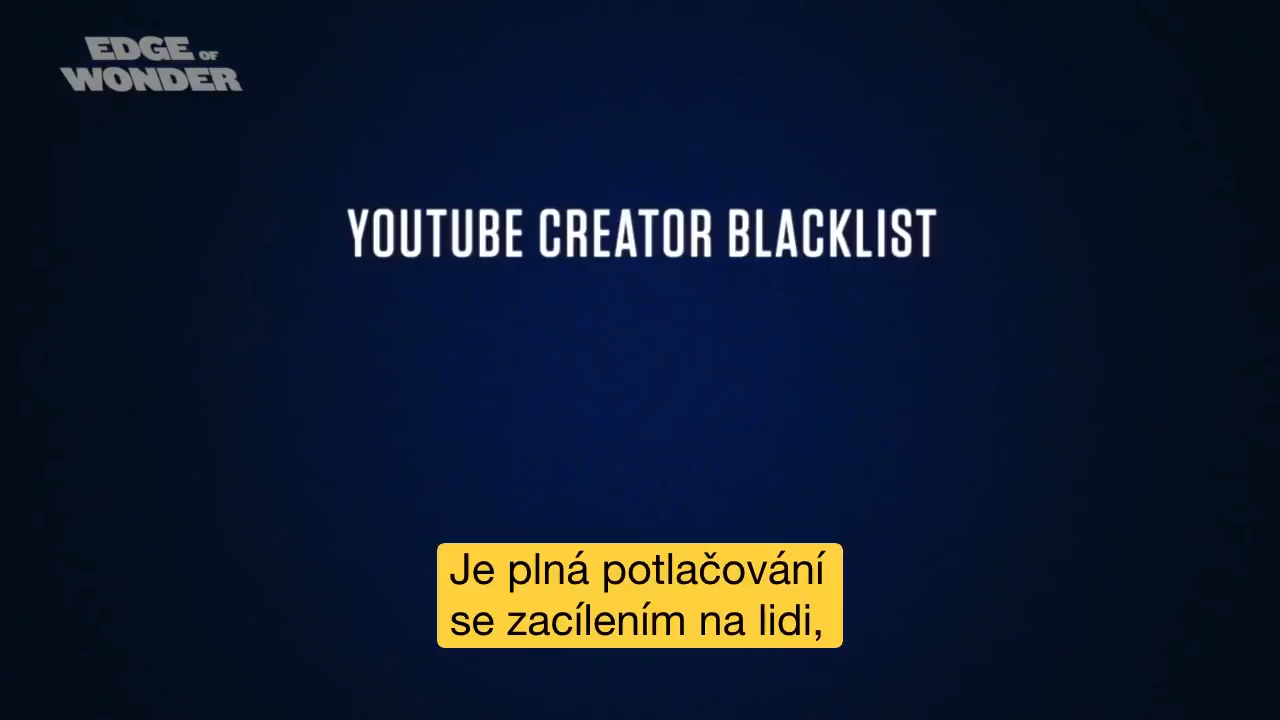 EDGE OF
WONDER
YOUTUBE CREATOR BLACKLIST
Je plná potlačování
se zacílením na lidi,